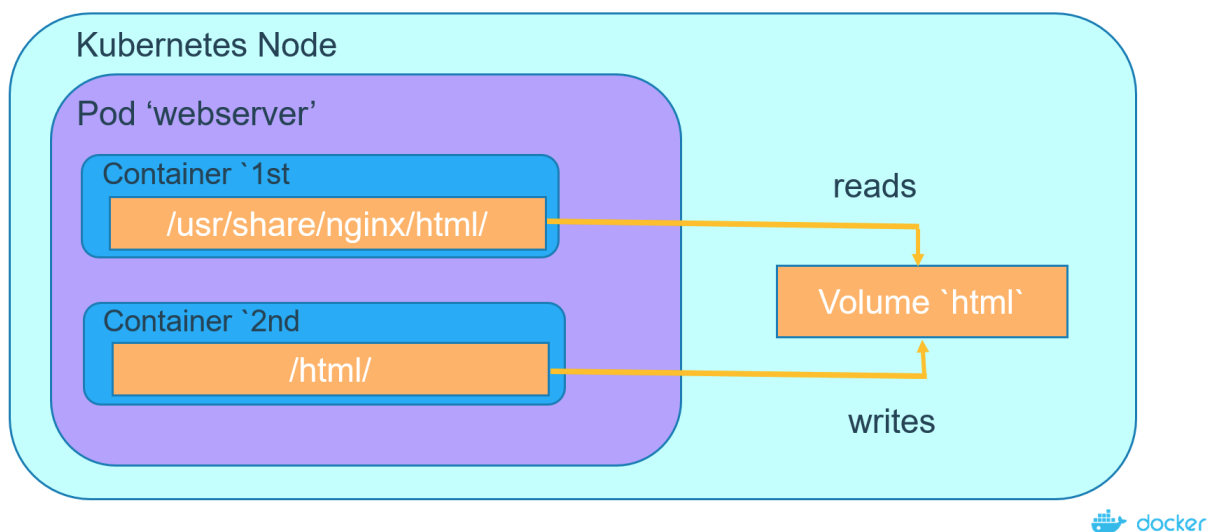 Kubernetes Node
Pod ‘webserver’
Container `1st
/usr/share/nginx/html/
reads
Volume `html`
Container `2nd
/html/
writes
docker